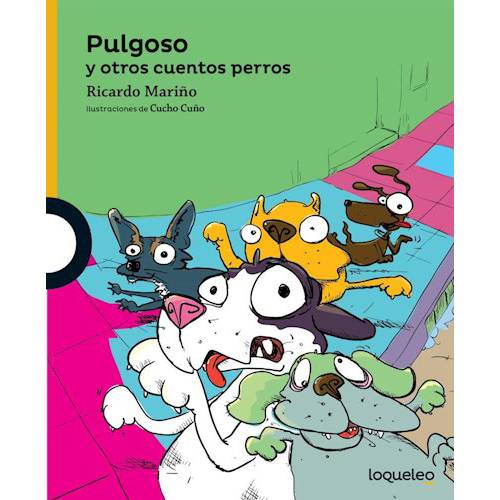 Pulgoso
y otros cuentos perros
Ricardo Mariño
Ilustraciones de Cucho Cuño
loqueleo